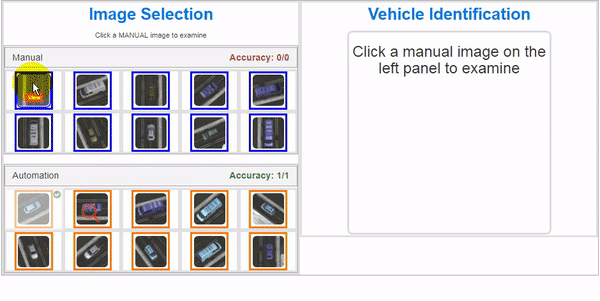 Image Selection
Click a MANUAL image to examine
Manual
Accuracy: 0/0
Automation
Accuracy: 1/1
Vehicle Identification
Click a manual image on the
left panel to examine